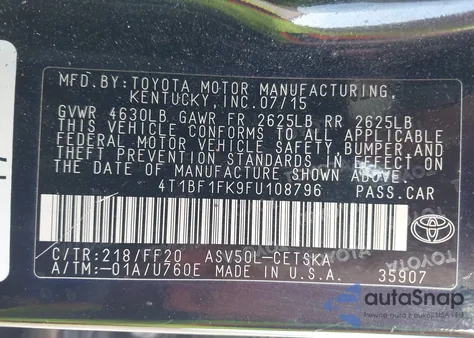 MFD.BY:TOYOTA MOTOR MANUFACTURING,
KENTUCKY,INC.07/15
GVWR 4630LB GAWR FR 2625LB RR 2625LB
THIS VEHICLE CONFORMS TO ALL APPLICABLE
FEDERAL MOTOR VEHICLE SAFETY,BUMPER,AND
THEFT PREVENTION STANDARDS IN EFFECT ON
THE DATE OF MANUFACTURE SHOWN ABOVE.
4T1BF1FK9FU108796 PASS.CAR
C/TR:218/FF20 ASV50L-CETSKA
A/TM:-01A/U760E MADE IN U.S.A. 35907
TOYOTA
autoSnap